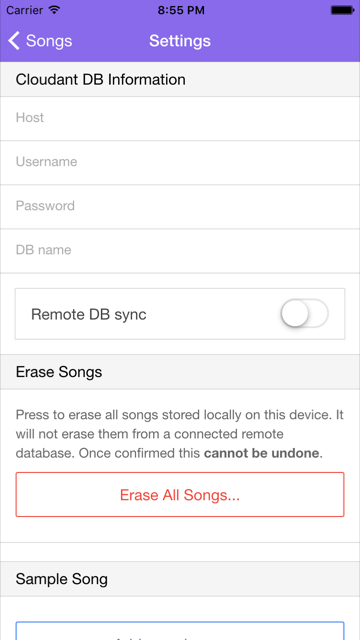 Carrier 8:55 PM
Songs Settings
Cloudant DB Information
Host
Username
Password
DB name
Remote DB sync
Erase Songs
Press to erase all songs stored locally on this device. It
will not erase them from a connected remote
database. Once confirmed this cannot be undone.
Erase All Songs...
Sample Song